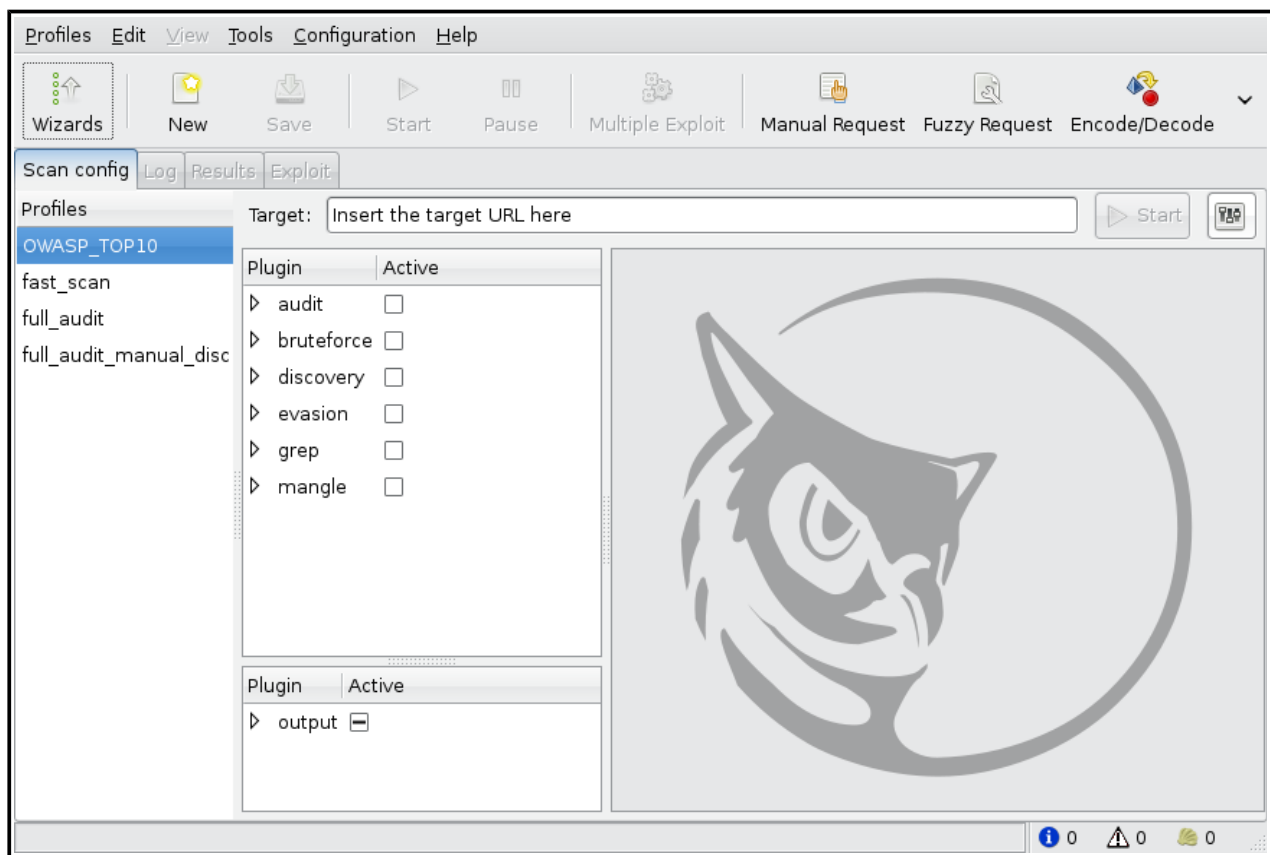 Profiles Edit View Tools Configuration Help
Wizards New Save Start Pause Multiple Exploit Manual Request Fuzzy Request Encode/Decode
Scan config Log Results Exploit
Profiles
OWASP_TOP10
fast_scan
full_audit
full_audit_manual_disc
Target: Insert the target URL here Start
Plugin Active
audit
bruteforce
discovery
evasion
grep
mangle
Plugin Active
output
0 0 0